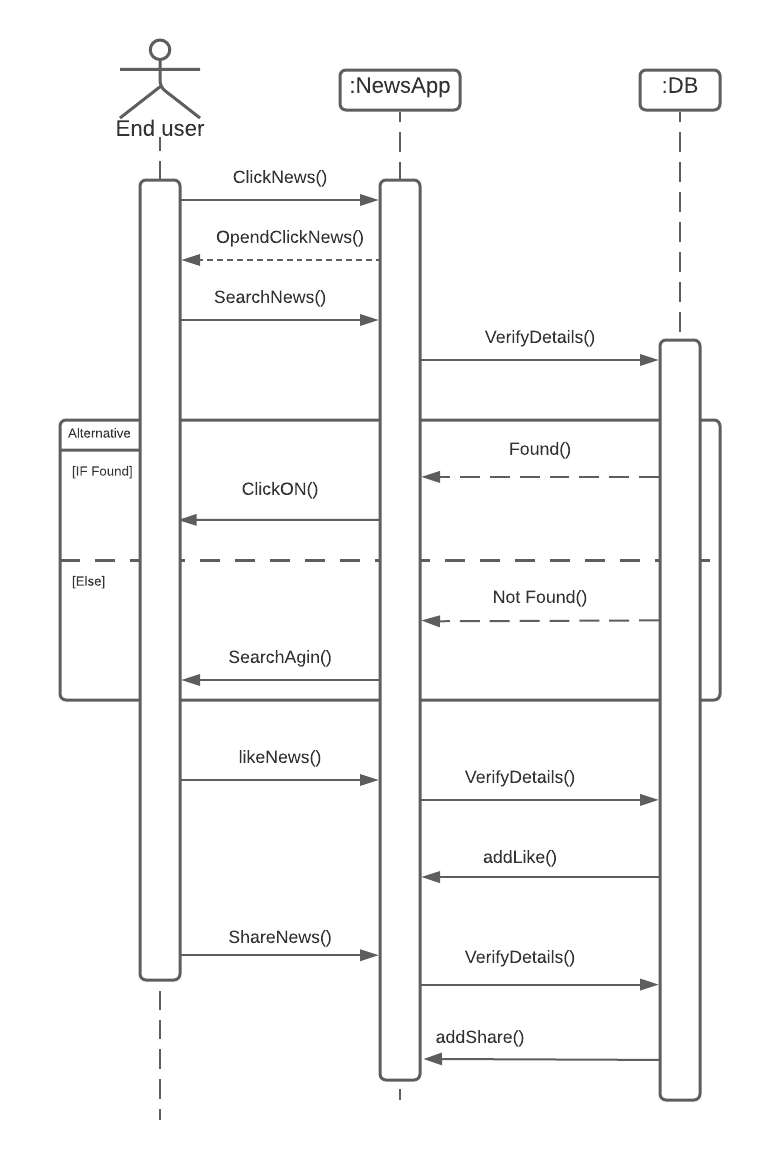 End user
:NewsApp
:DB
ClickNews()
OpendClickNews()
SearchNews()
VerifyDetails()
Alternative
[IF Found]
Found()
ClickON()
[Else]
Not Found()
SearchAgin()
likeNews()
VerifyDetails()
addLike()
ShareNews()
VerifyDetails()
addShare()